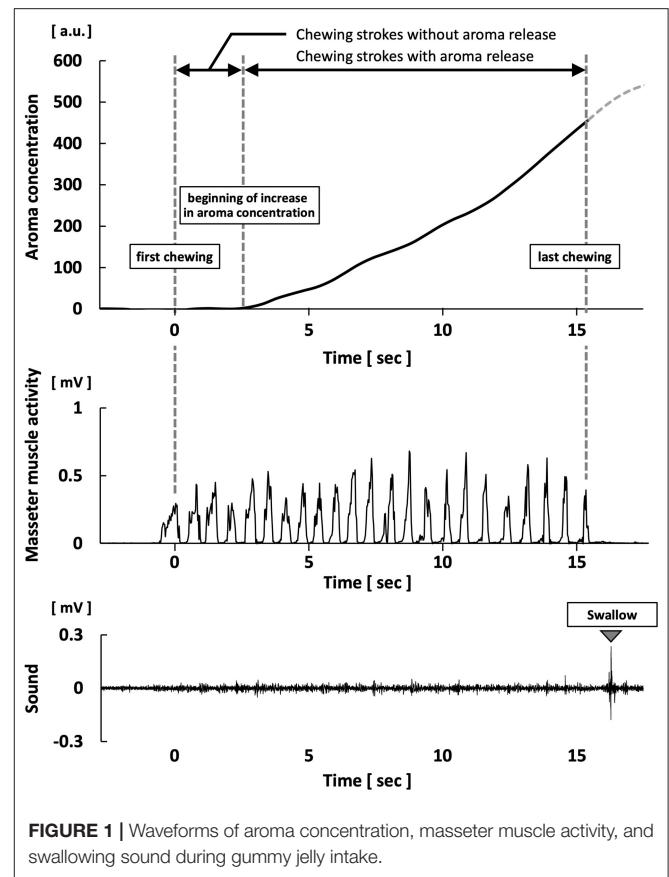 [ a.u. ]
Chewing strokes without aroma release
Chewing strokes with aroma release
600
500
400
300
200
100
0
Aroma concentration
beginning of increase
in aroma concentration
first chewing
last chewing
0
5
10
15
Time [ sec ]
[ mV ]
1
0.5
0
Masseter muscle activity
0
5
10
15
Time [ sec ]
[ mV ]
Swallow
0.3
0
-0.3
Sound
0
5
10
15
Time [ sec ]
FIGURE 1 | Waveforms of aroma concentration, masseter muscle activity, and
swallowing sound during gummy jelly intake.